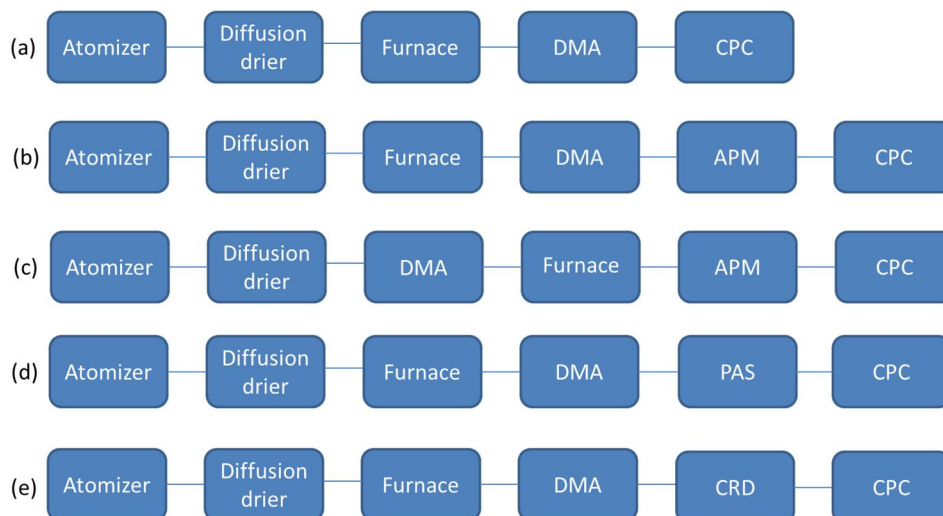 (a) Atomizer Diffusion drier Furnace DMA CPC
(b) Atomizer Diffusion drier Furnace DMA APM CPC
(c) Atomizer Diffusion drier DMA Furnace APM CPC
(d) Atomizer Diffusion drier Furnace DMA PAS CPC
(e) Atomizer Diffusion drier Furnace DMA CRD CPC